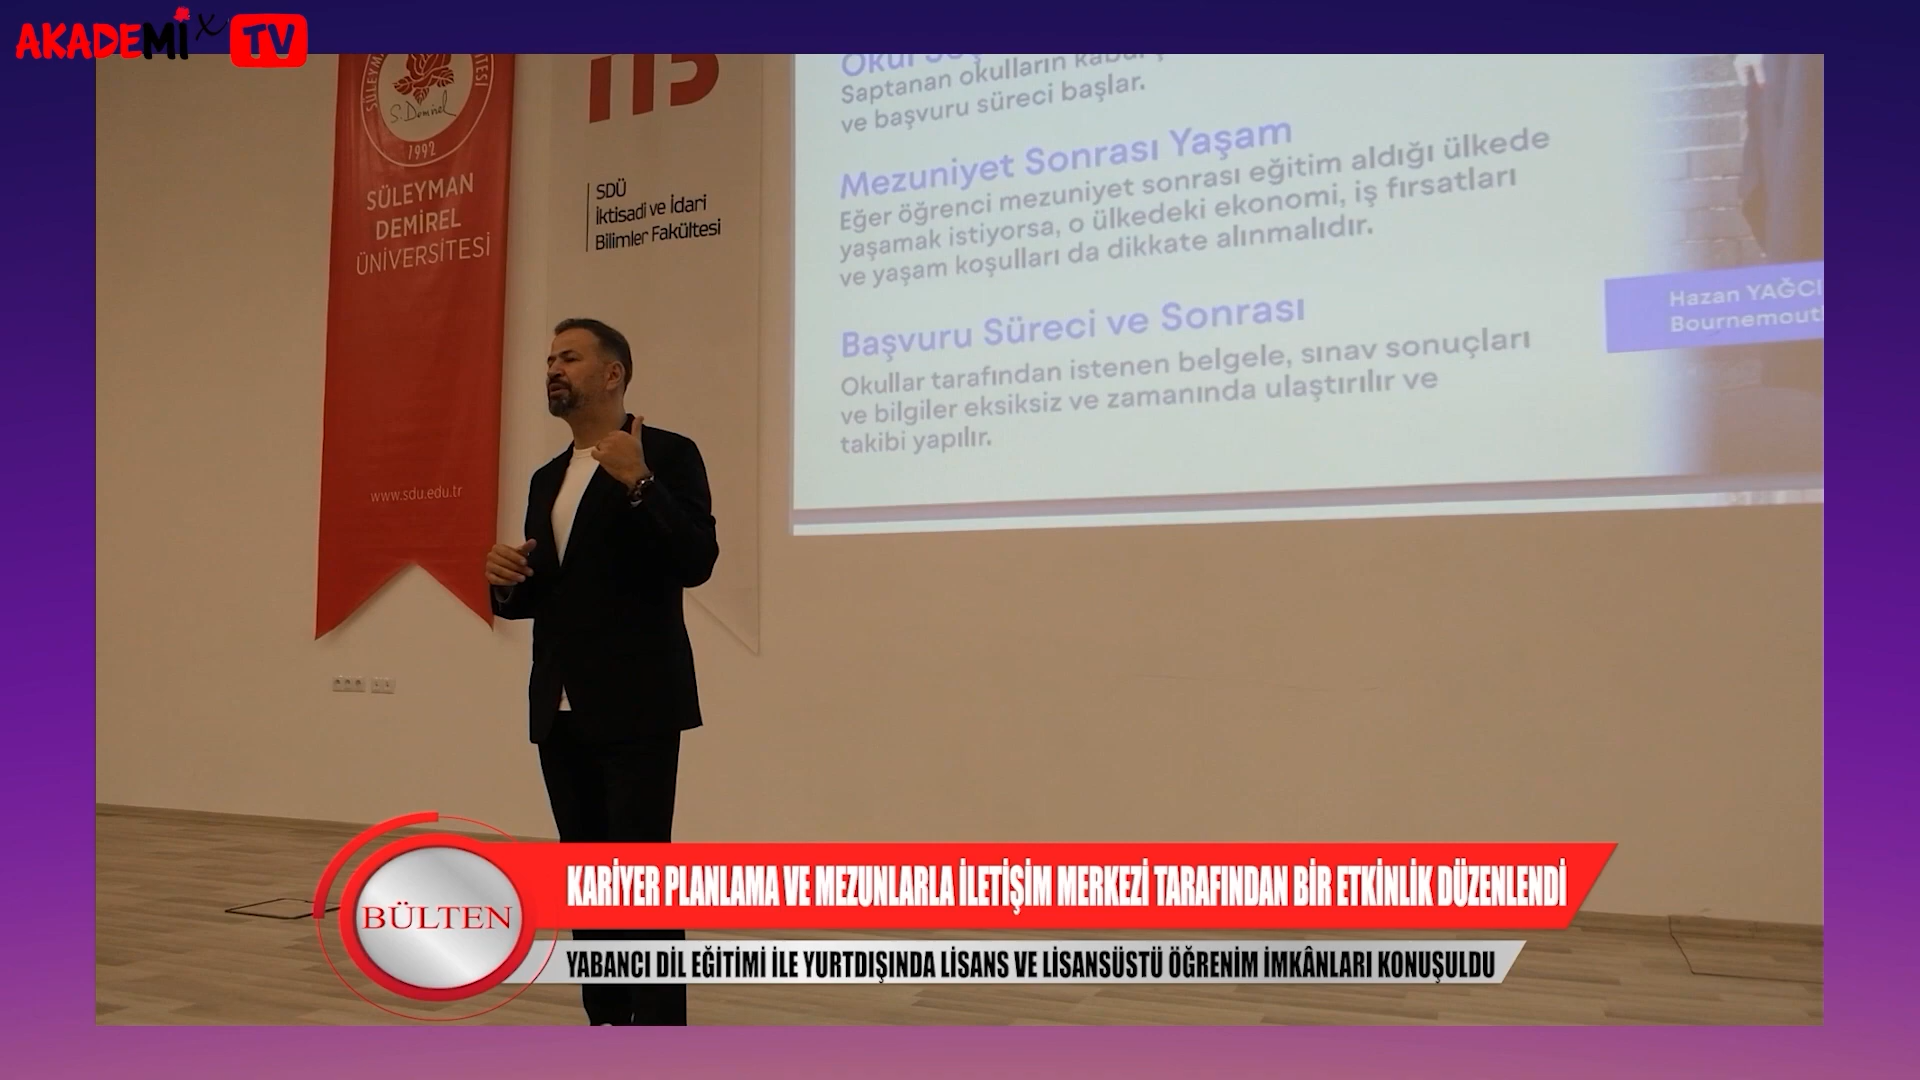 AKADEMİX TV
SÜLEYMAN
DEMİREL
ÜNİVERSİTESİ
S. Demirel
1992
www.sdu.edu.tr
SDÜ
İktisadi ve İdari
Bilimler Fakültesi
Saptanan okulların
ve başvuru süreci başlar.
Mezuniyet Sonrası Yaşam
Eğer öğrenci mezuniyet sonrası eğitim aldığı ülkede
yaşamak istiyorsa, o ülkedeki ekonomi, iş fırsatları
ve yaşam koşulları da dikkate alınmalıdır.
Başvuru Süreci ve Sonrası
Okullar tarafından istenen belgele, sınav sonuçları
ve bilgiler eksiksiz ve zamanında ulaştırılır ve
takibi yapılır.
Hazan YAĞCI
BÜLTEN
KARİYER PLANLAMA VE MEZUNLARLA İLETİŞİM MERKEZİ TARAFINDAN BİR ETKİNLİK DÜZENLENDİ
YABANCI DİL EĞİTİMİ İLE YURTDIŞINDA LİSANS VE LİSANSÜSTÜ ÖĞRENİM İMKÂNLARI KONUŞULDU